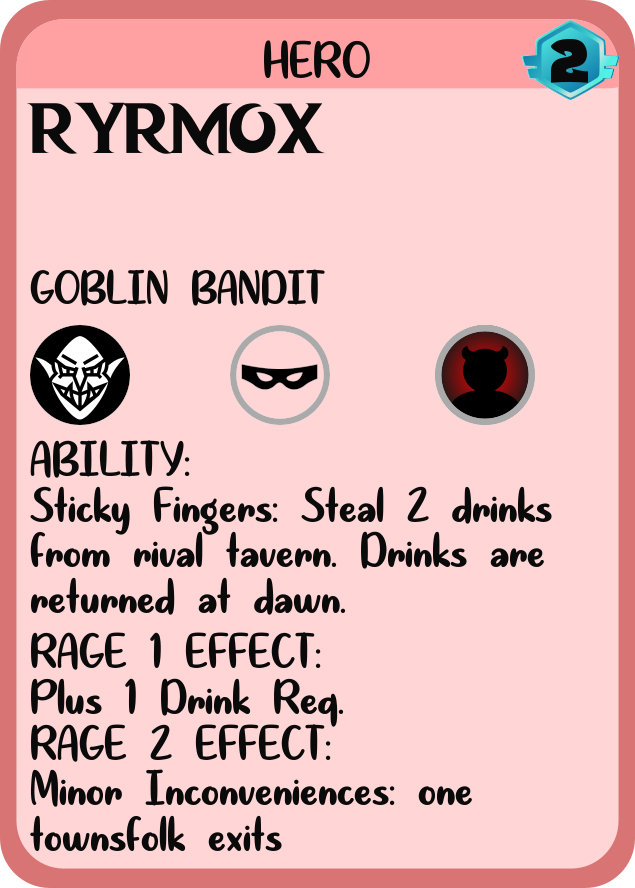 HERO
2
RYRMOX
GOBLIN BANDIT
ABILITY:
Sticky Fingers: Steal 2 drinks
from rival tavern. Drinks are
returned at dawn.
RAGE 1 EFFECT:
Plus 1 Drink Req.
RAGE 2 EFFECT:
Minor Inconveniences: one
townsfolk exits